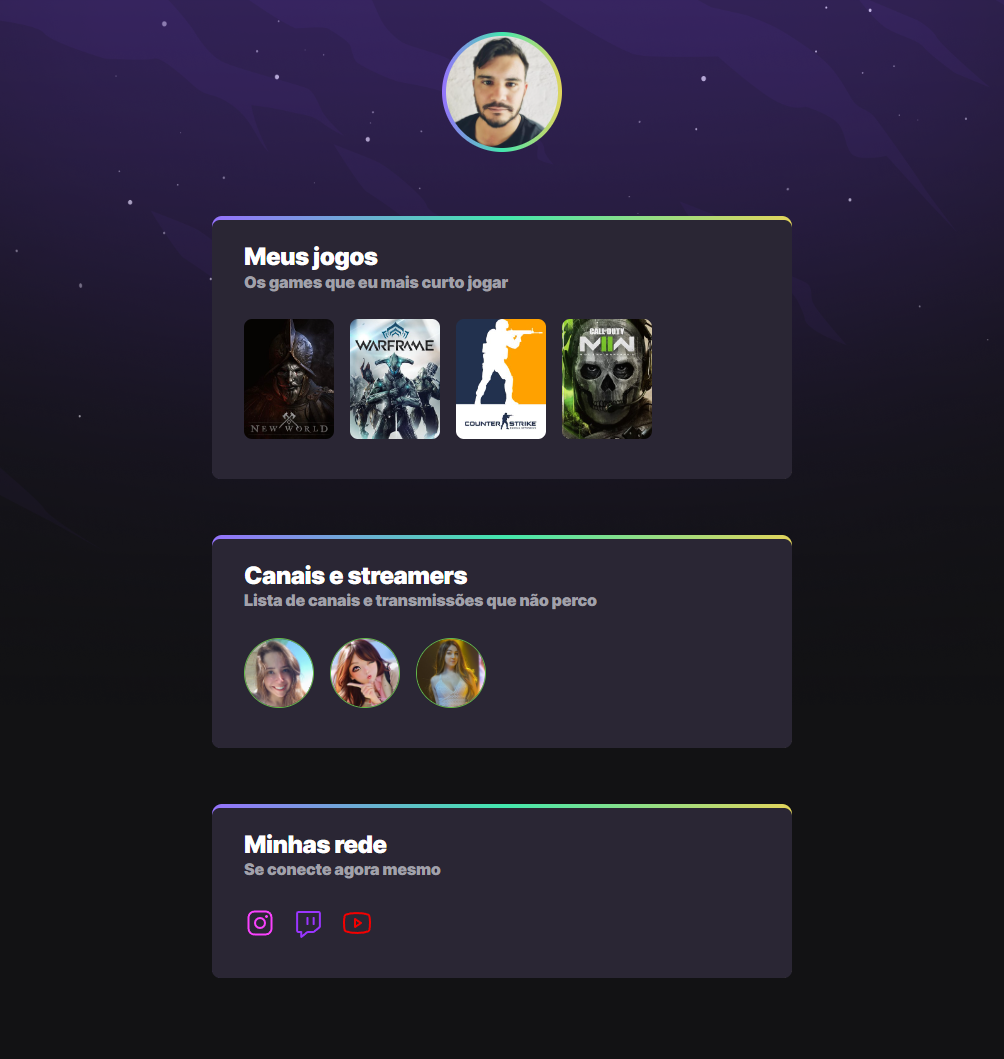 Meus jogos
Os games que eu mais curto jogar
NEW WORLD
WARFRAME
COUNTER STRIKE
CALL OF DUTY
MIIW
Canais e streamers
Lista de canais e transmissões que não perco
Minhas rede
Se conecte agora mesmo